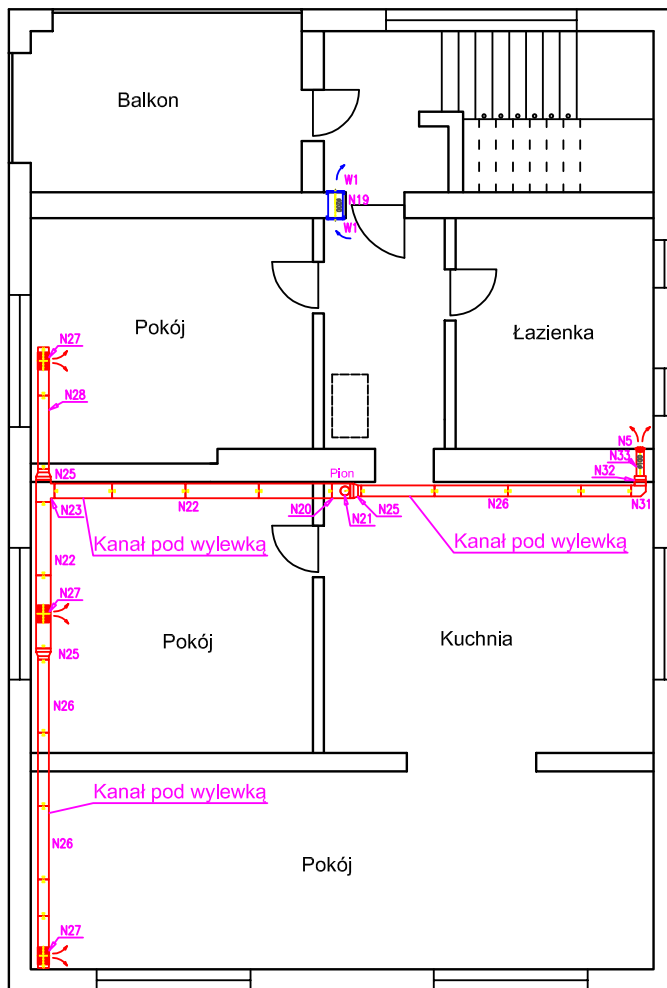 Balkon
W1
N19
W1
Pokój
Łazienka
N27
N28
N5
N33
N25
Pion
N32
N23
N22
N20
N21
N25
N26
N31
Kanał pod wylewką
Kanał pod wylewką
N22
N27
Pokój
Kuchnia
N25
N26
Kanał pod wylewką
N26
Pokój
N27